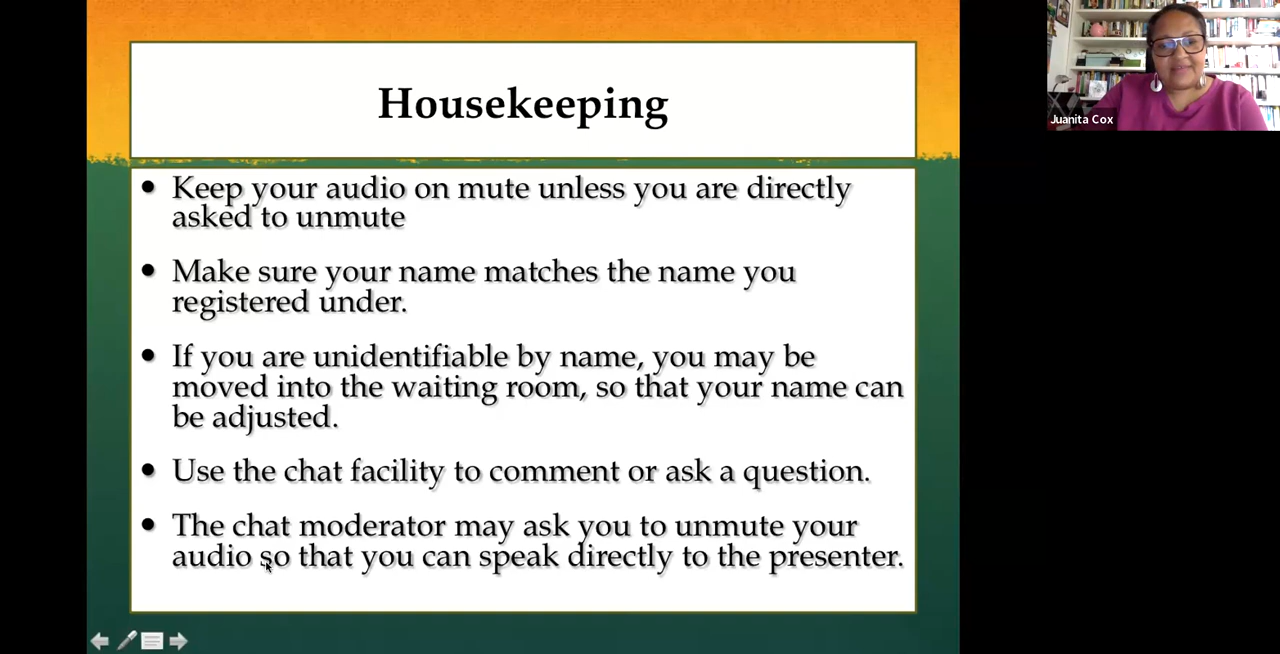 Housekeeping
Keep your audio on mute unless you are directly
asked to unmute
Make sure your name matches the name you
registered under.
If you are unidentifiable by name, you may be
moved into the waiting room, so that your name can
be adjusted.
Use the chat facility to comment or ask a question.
The chat moderator may ask you to unmute your
audio so that you can speak directly to the presenter.
Juanita Cox